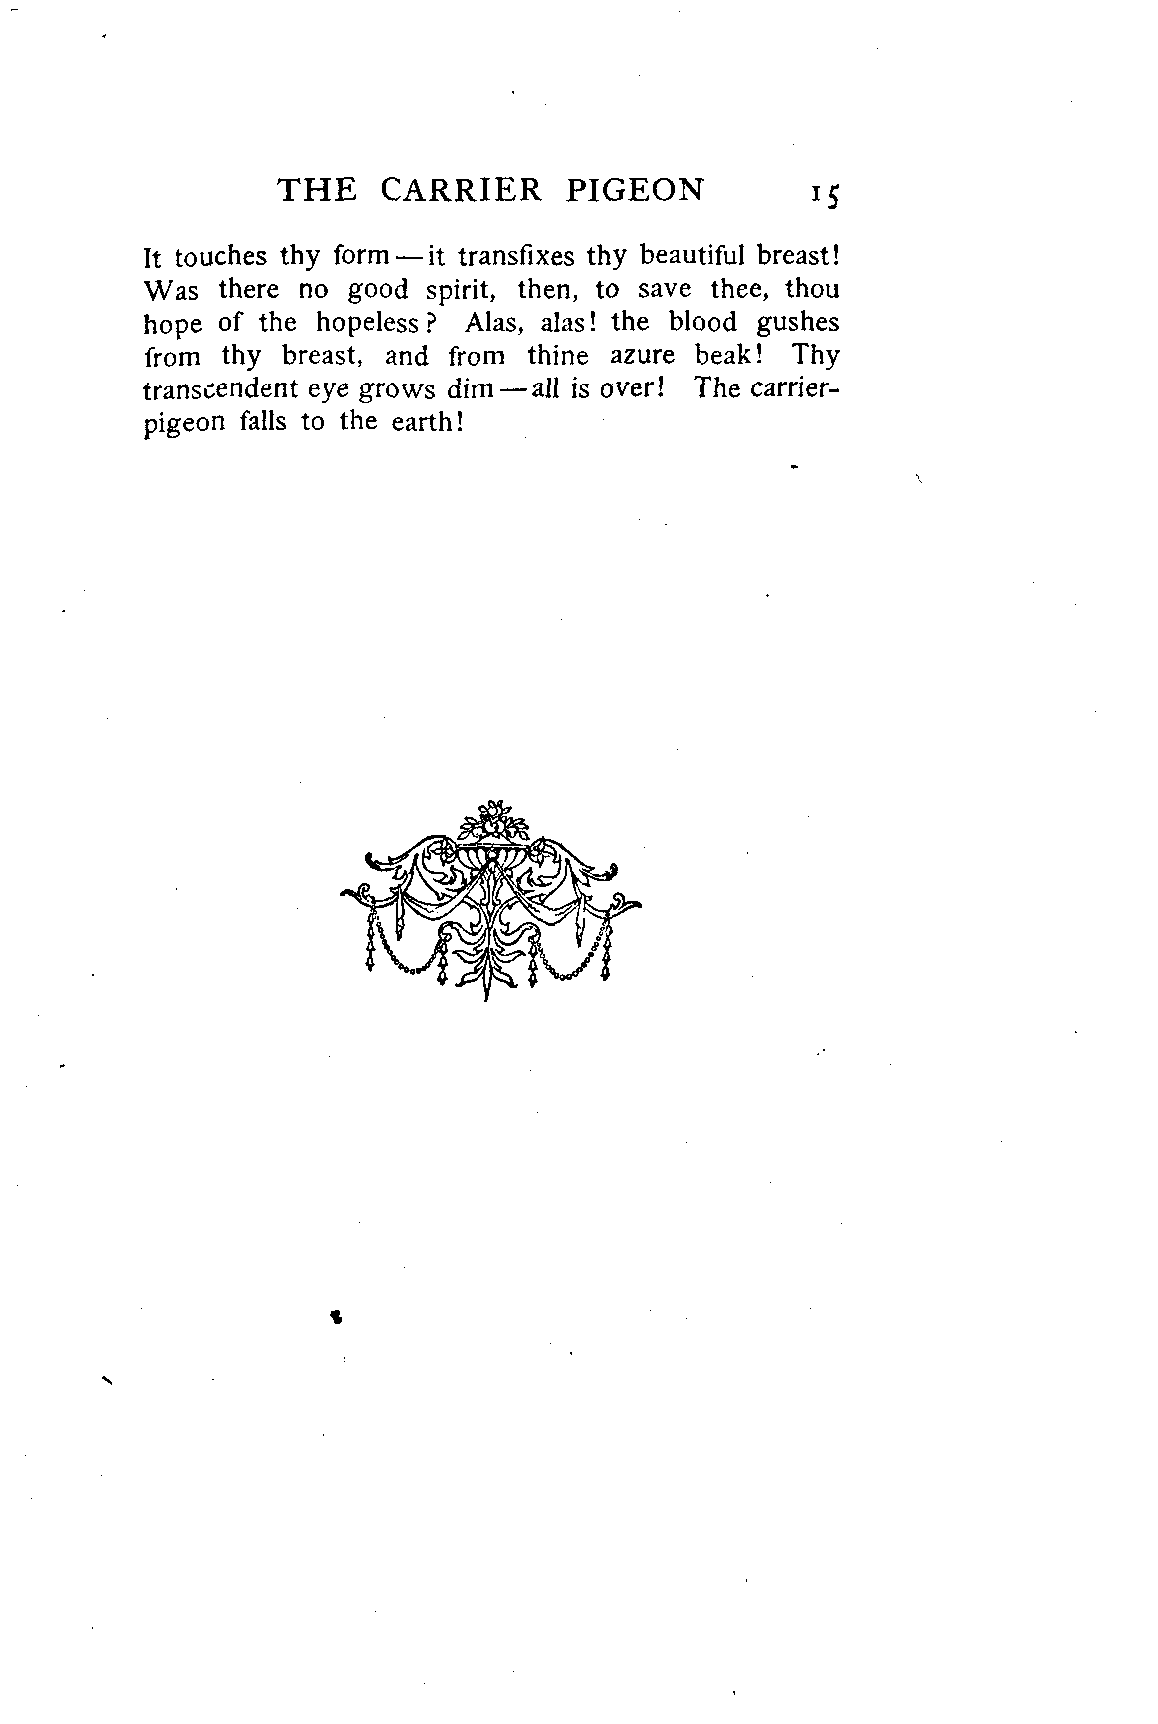 THE CARRIER PIGEON 15
It touches thy form—it transfixes thy beautiful breast!
Was there no good spirit, then, to save thee, thou
hope of the hopeless? Alas, alas! the blood gushes
from thy breast, and from thine azure beak! Thy
transcendent eye grows dim—all is over! The carrier-
pigeon falls to the earth!